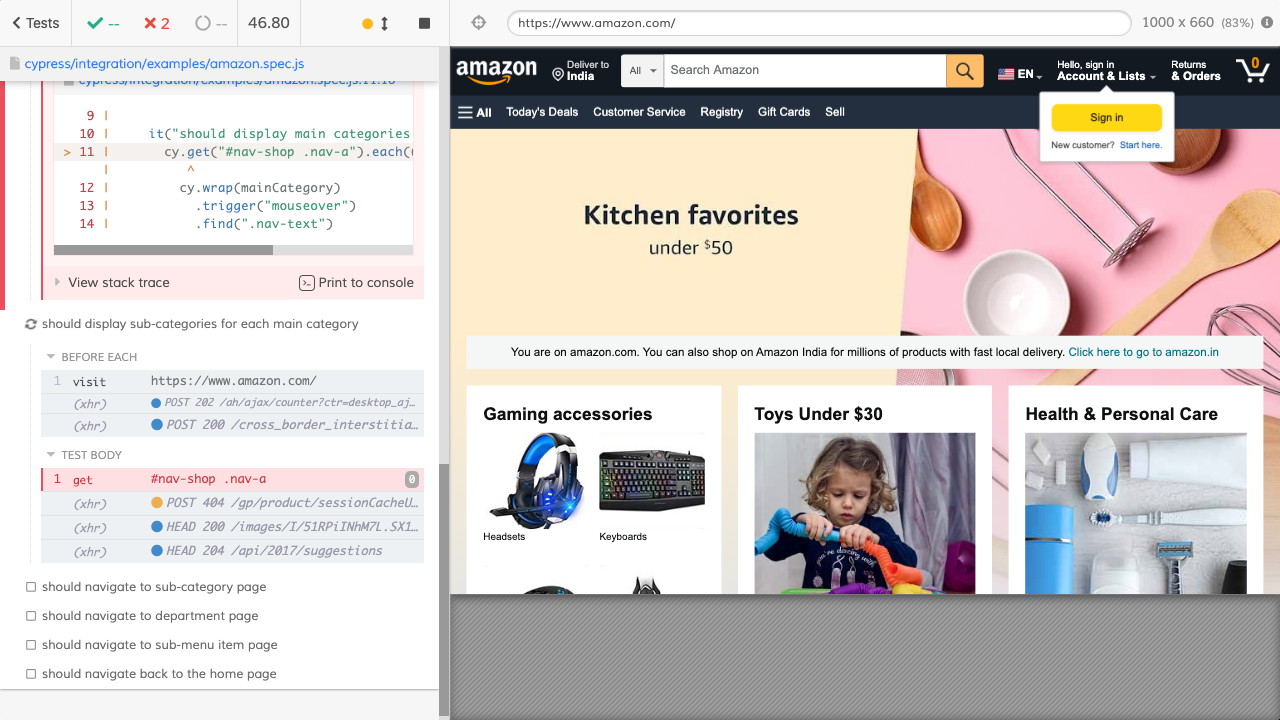 Tests
--
2
--
46.80
cypress/integration/examples/amazon.spec.js
9 |
10 | it("should display main categories
> 11 | cy.get("#nav-shop .nav-a").each(
| ^
12 | cy.wrap(mainCategory)
13 | .trigger("mouseover")
14 | .find(".nav-text")
View stack trace
Print to console
should display sub-categories for each main category
BEFORE EACH
1 visit https://www.amazon.com/
(xhr) POST 202 /ah/ajax/counter?ctr=desktop_aj…
(xhr) POST 200 /cross_border_interstitia…
TEST BODY
1 get #nav-shop .nav-a 0
(xhr) POST 404 /gp/product/sessionCacheU…
(xhr) HEAD 200 /images/I/51RPiINhM7L.SX1…
(xhr) HEAD 204 /api/2017/suggestions
should navigate to sub-category page
should navigate to department page
should navigate to sub-menu item page
should navigate back to the home page
https://www.amazon.com/
1000 x 660 (83%)
amazon
Deliver to
India
All
Search Amazon
EN
Hello, sign in
Account & Lists
Returns
& Orders
0
All
Today's Deals
Customer Service
Registry
Gift Cards
Sell
Sign in
New customer? Start here.
Kitchen favorites
under $50
You are on amazon.com. You can also shop on Amazon India for millions of products with fast local delivery. Click here to go to amazon.in
Gaming accessories
Headsets
Keyboards
Toys Under $30
Health & Personal Care